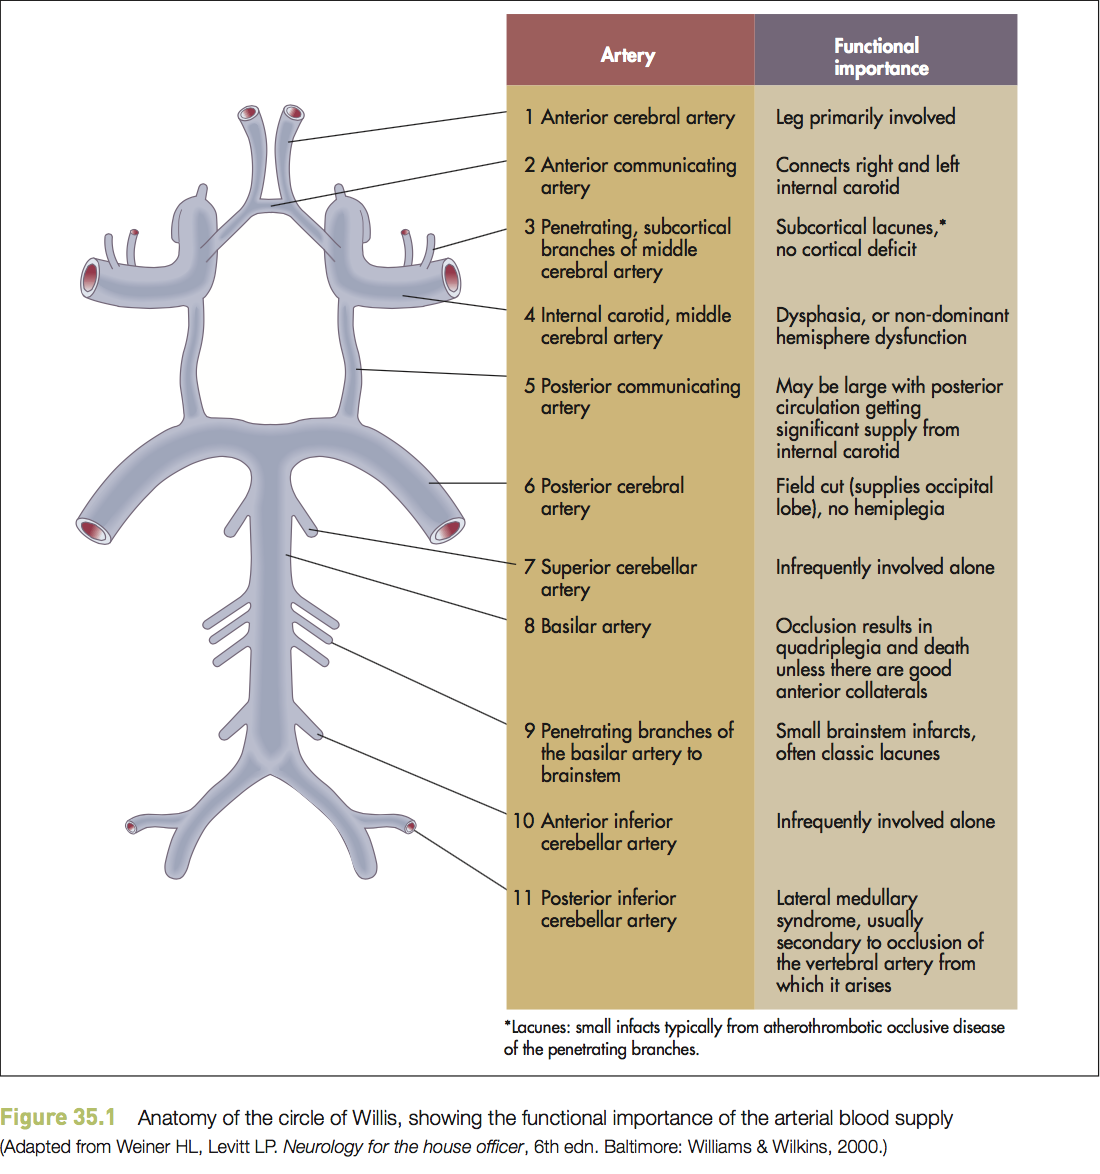 Artery
Functional
importance
1 Anterior cerebral artery
Leg primarily involved
2 Anterior communicating
artery
Connects right and left
internal carotid
3 Penetrating, subcortical
branches of middle
cerebral artery
Subcortical lacunes,*
no cortical deficit
4 Internal carotid, middle
cerebral artery
Dysphasia, or non-dominant
hemisphere dysfunction
5 Posterior communicating
artery
May be large with posterior
circulation getting
significant supply from
internal carotid
6 Posterior cerebral
artery
Field cut (supplies occipital
lobe), no hemiplegia
7 Superior cerebellar
artery
Infrequently involved alone
8 Basilar artery
Occlusion results in
quadriplegia and death
unless there are good
anterior collaterals
9 Penetrating branches of
the basilar artery to
brainstem
Small brainstem infarcts,
often classic lacunes
10 Anterior inferior
cerebellar artery
Infrequently involved alone
11 Posterior inferior
cerebellar artery
Lateral medullary
syndrome, usually
secondary to occlusion of
the vertebral artery from
which it arises
*Lacunes: small infacts typically from atherothrombotic occlusive disease
of the penetrating branches.
Figure 35.1 Anatomy of the circle of Willis, showing the functional importance of the arterial blood supply
(Adapted from Weiner HL, Levitt LP. Neurology for the house officer, 6th edn. Baltimore: Williams & Wilkins, 2000.)